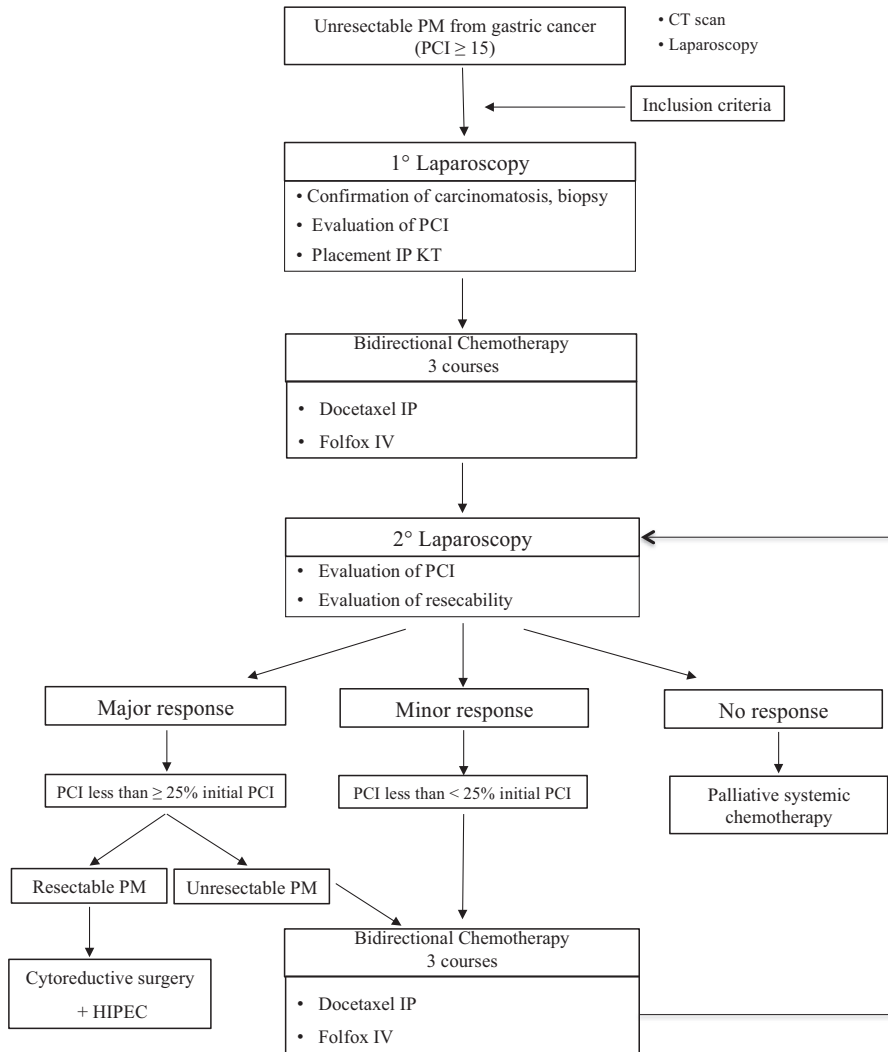 Unresectable PM from gastric cancer
(PCI ≥ 15)
• CT scan
• Laparoscopy
Inclusion criteria
1° Laparoscopy
• Confirmation of carcinomatosis, biopsy
• Evaluation of PCI
• Placement IP KT
Bidirectional Chemotherapy
3 courses
• Docetaxel IP
• Folfox IV
2° Laparoscopy
• Evaluation of PCI
• Evaluation of resecability
Major response
Minor response
No response
PCI less than ≥ 25% initial PCI
PCI less than < 25% initial PCI
Palliative systemic
chemotherapy
Resectable PM
Unresectable PM
Cytoreductive surgery
+ HIPEC
Bidirectional Chemotherapy
3 courses
• Docetaxel IP
• Folfox IV